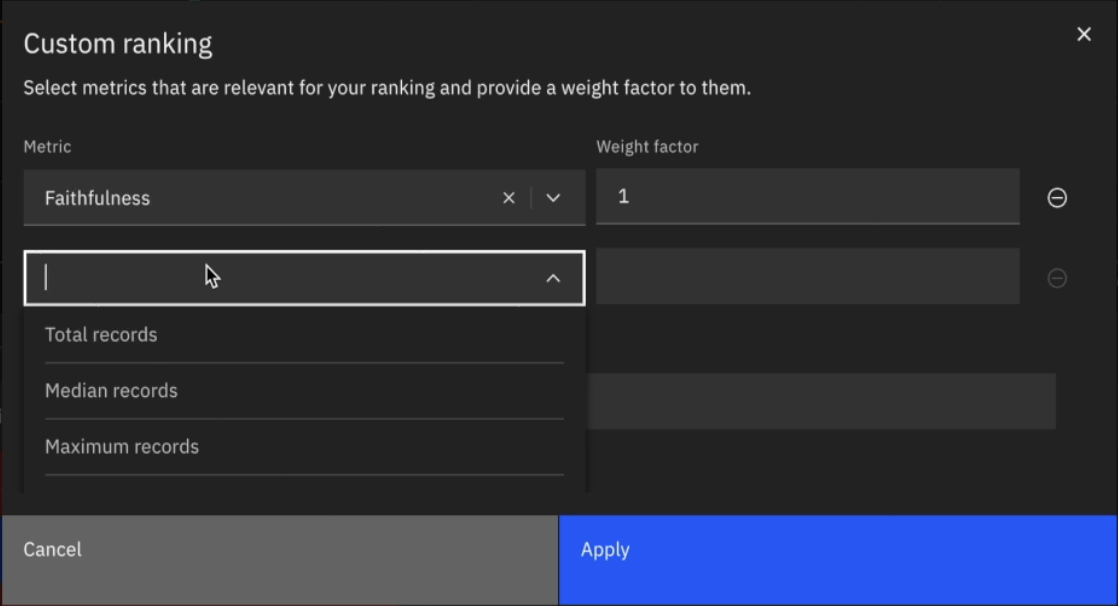 Custom ranking
Select metrics that are relevant for your ranking and provide a weight factor to them.
Metric
Weight factor
Faithfulness
1
Total records
Median records
Maximum records
Cancel
Apply